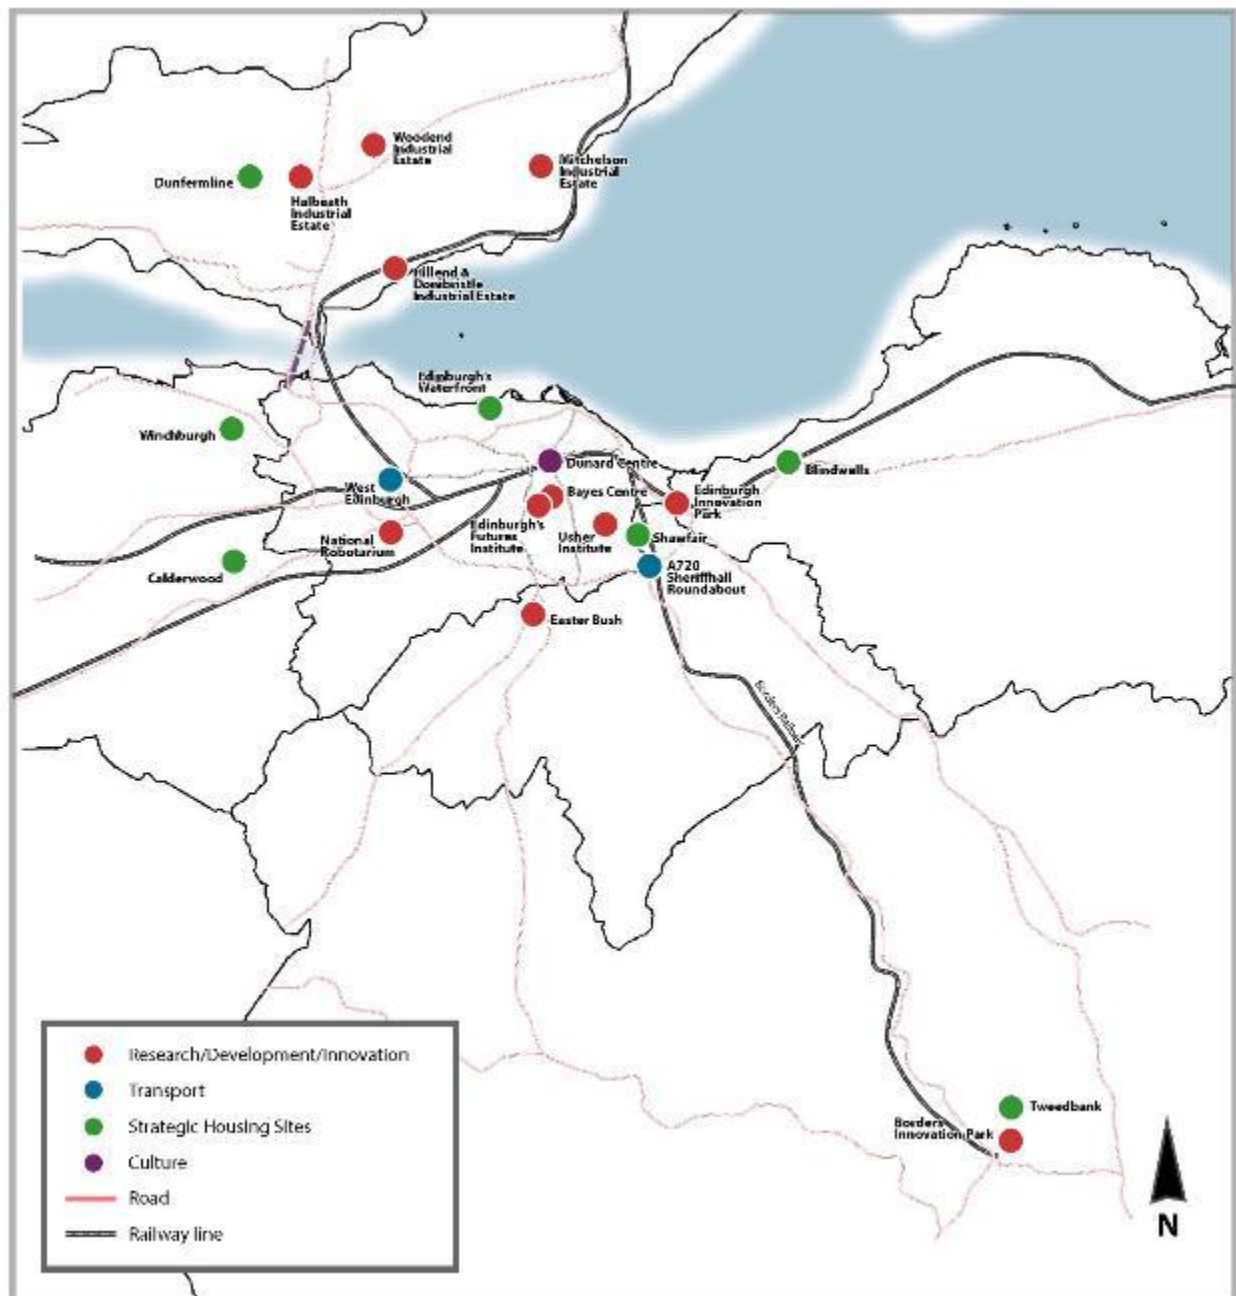 Woodend
Industrial
Estate
Mitchelson
Industrial
Estate
Dunfermline
Halbeath
Industrial
Estate
Hillend &
Donibristle
Industrial Estate
Edinburgh's
Waterfront
Winchburgh
Dunard Centre
Blindwells
West
Edinburgh
Bayes Centre
Edinburgh
Innovation
Park
National
Robotarium
Edinburgh's
Futures
Institute
Usher
Institute
Shawfair
Calderwood
A720
Sheriffhall
Roundabout
Easter Bush
Borders Railway
Research/Development/Innovation
Transport
Strategic Housing Sites
Culture
Road
Railway line
Tweedbank
Borders
Innovation Park
N